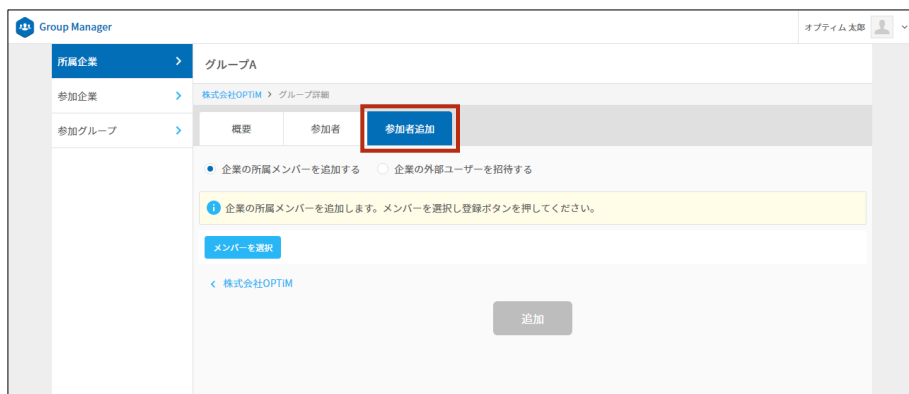 Group Manager
オプティム 太郎
所属企業
参加企業
参加グループ
グループA
株式会社OPTiM > グループ詳細
概要 参加者 参加者追加
企業の所属メンバーを追加する 企業の外部ユーザーを招待する
企業の所属メンバーを追加します。メンバーを選択し登録ボタンを押してください。
メンバーを選択
< 株式会社OPTiM
追加